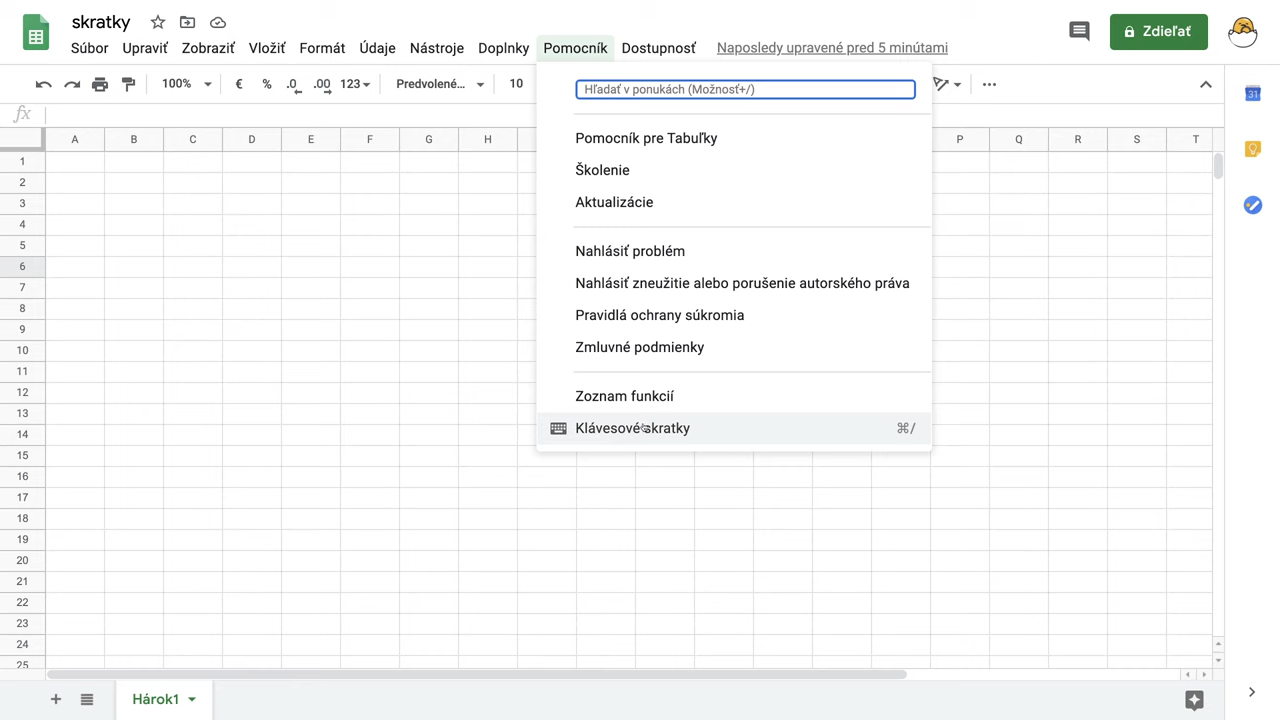 skratky
Súbor Upraviť Zobraziť Vložiť Formát Údaje Nástroje Doplnky Pomocník Dostupnosť Naposledy upravené pred 5 minútami
Zdieľať
100% € % .0 .00 123 Predvolené... 10
Hľadať v ponukách (Možnosť+/)
fx
Pomocník pre Tabuľky
Školenie
Aktualizácie
Nahlásiť problém
Nahlásiť zneužitie alebo porušenie autorského práva
Pravidlá ochrany súkromia
Zmluvné podmienky
Zoznam funkcií
Klávesové skratky ⌘/
A B C D E F G H P Q R S T
1
2
3
4
5
6
7
8
9
10
11
12
13
14
15
16
17
18
19
20
21
22
23
24
25
31
Hárok1